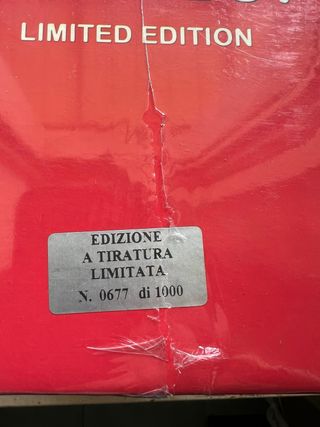 LIMITED EDITION
EDIZIONE
A TIRATURA
LIMITATA
N. 0677 di 1000